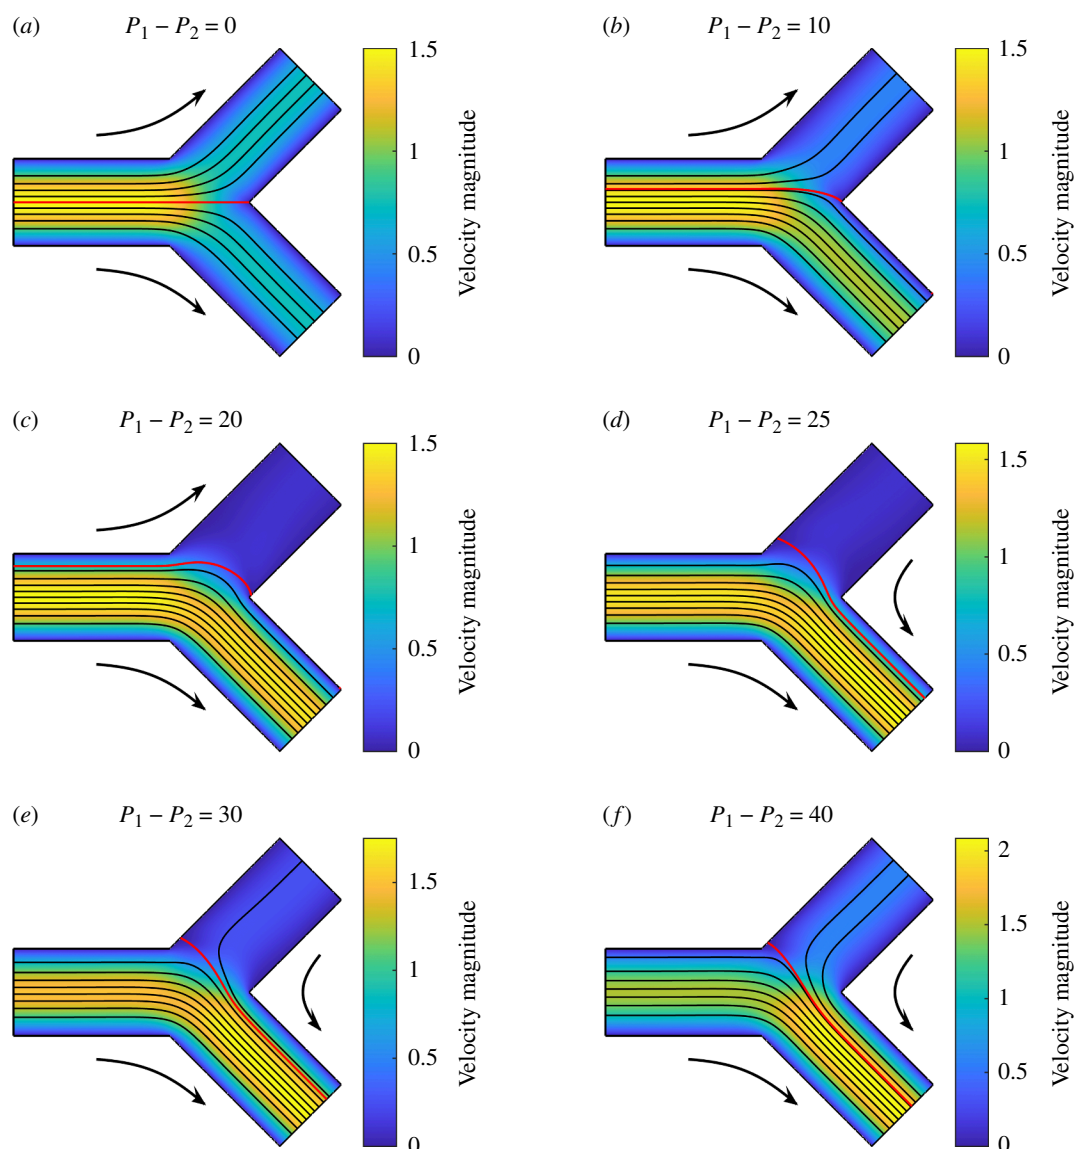 (a) P₁ − P₂ = 0
1.5
1
0.5
0
Velocity magnitude
(b) P₁ − P₂ = 10
1.5
1
0.5
0
Velocity magnitude
(c) P₁ − P₂ = 20
1.5
1
0.5
0
Velocity magnitude
(d) P₁ − P₂ = 25
1.5
1
0.5
0
Velocity magnitude
(e) P₁ − P₂ = 30
1.5
1
0.5
0
Velocity magnitude
(f) P₁ − P₂ = 40
2
1.5
1
0.5
0
Velocity magnitude